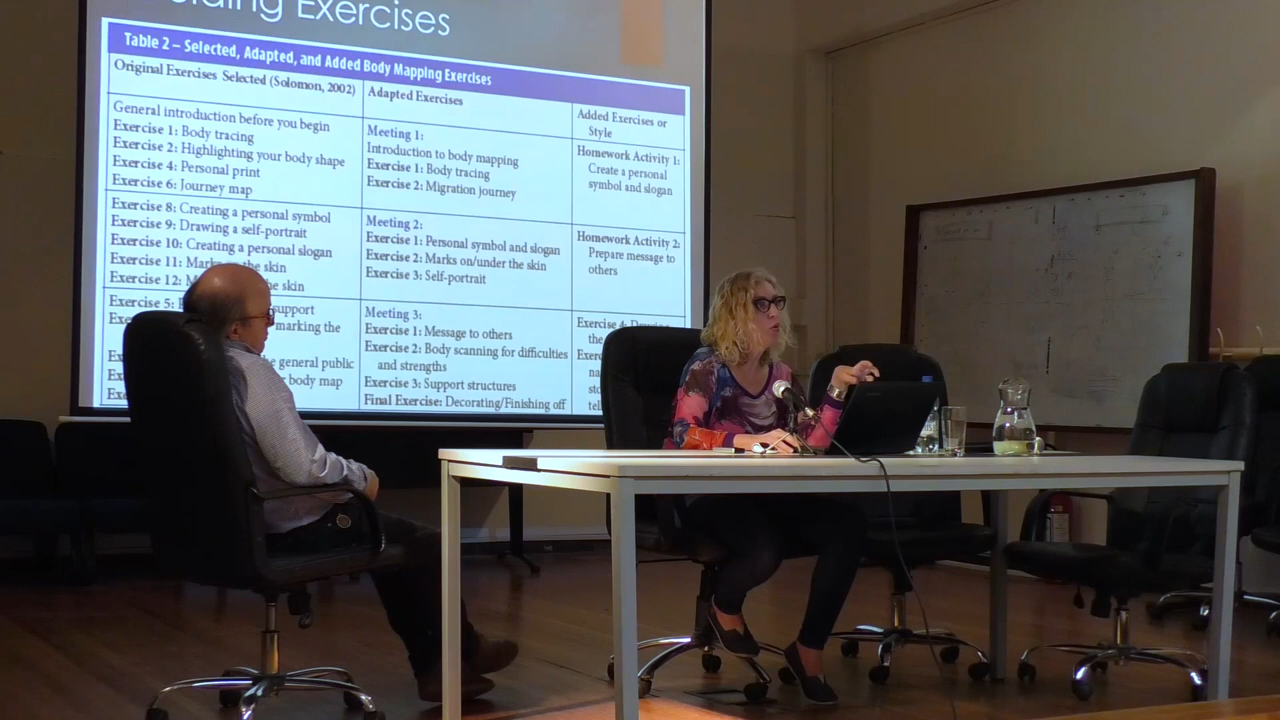 Exercises
Table 2 – Selected, Adapted, and Added Body Mapping Exercises
Original Exercises Selected (Solomon, 2002)
Adapted Exercises
Added Exercises or
Style
General introduction before you begin
Exercise 1: Body tracing
Exercise 2: Highlighting your body shape
Exercise 4: Personal print
Exercise 6: Journey map
Meeting 1:
Introduction to body mapping
Exercise 1: Body tracing
Exercise 2: Migration journey
Homework Activity 1:
Create a personal
symbol and slogan
Exercise 8: Creating a personal symbol
Exercise 9: Drawing a self-portrait
Exercise 10: Creating a personal slogan
Exercise 11: Marks the skin
Exercise 12: the skin
Meeting 2:
Exercise 1: Personal symbol and slogan
Exercise 2: Marks on/under the skin
Exercise 3: Self-portrait
Homework Activity 2:
Prepare message to
others
Exercise 5: support
marking the
general public
body map
Meeting 3:
Exercise 1: Message to others
Exercise 2: Body scanning for difficulties
and strengths
Exercise 3: Support structures
Final Exercise: Decorating/Finishing off
Exercise 4:
the